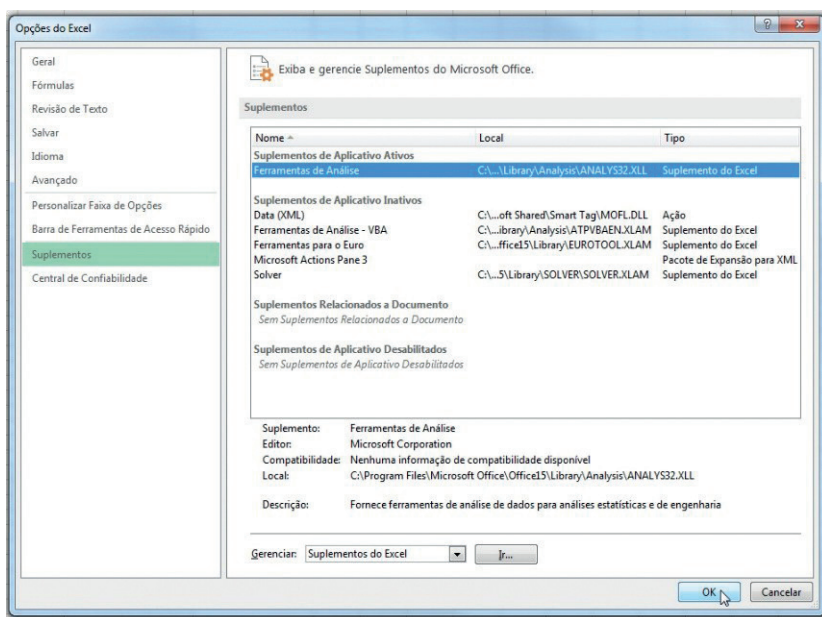 Opções do Excel
Geral
Fórmulas
Revisão de Texto
Salvar
Idioma
Avançado
Personalizar Faixa de Opções
Barra de Ferramentas de Acesso Rápido
Suplementos
Central de Confiabilidade
Exiba e gerencie Suplementos do Microsoft Office.
Suplementos
Nome Local Tipo
Suplementos de Aplicativo Ativos
Ferramentas de Análise C:\...\Library\Analysis\ANALYS32.XLL Suplemento do Excel
Suplementos de Aplicativo Inativos
Data (XML) C:\...oft Shared\Smart Tag\MOFL.DLL Ação
Ferramentas de Análise - VBA C:\...ibrary\Analysis\ATPVBAEN.XLAM Suplemento do Excel
Ferramentas para o Euro C:\...ffice15\Library\EUROTOOL.XLAM Suplemento do Excel
Microsoft Actions Pane 3 Pacote de Expansão para XML
Solver C:\...5\Library\SOLVER\SOLVER.XLAM Suplemento do Excel
Suplementos Relacionados a Documento
Sem Suplementos Relacionados a Documento
Suplementos de Aplicativo Desabilitados
Sem Suplementos de Aplicativo Desabilitados
Suplemento: Ferramentas de Análise
Editor: Microsoft Corporation
Compatibilidade: Nenhuma informação de compatibilidade disponível
Local: C:\Program Files\Microsoft Office\Office15\Library\Analysis\ANALYS32.XLL
Descrição: Fornece ferramentas de análise de dados para análises estatísticas e de engenharia
Gerenciar: Suplementos do Excel Ir...
OK Cancelar